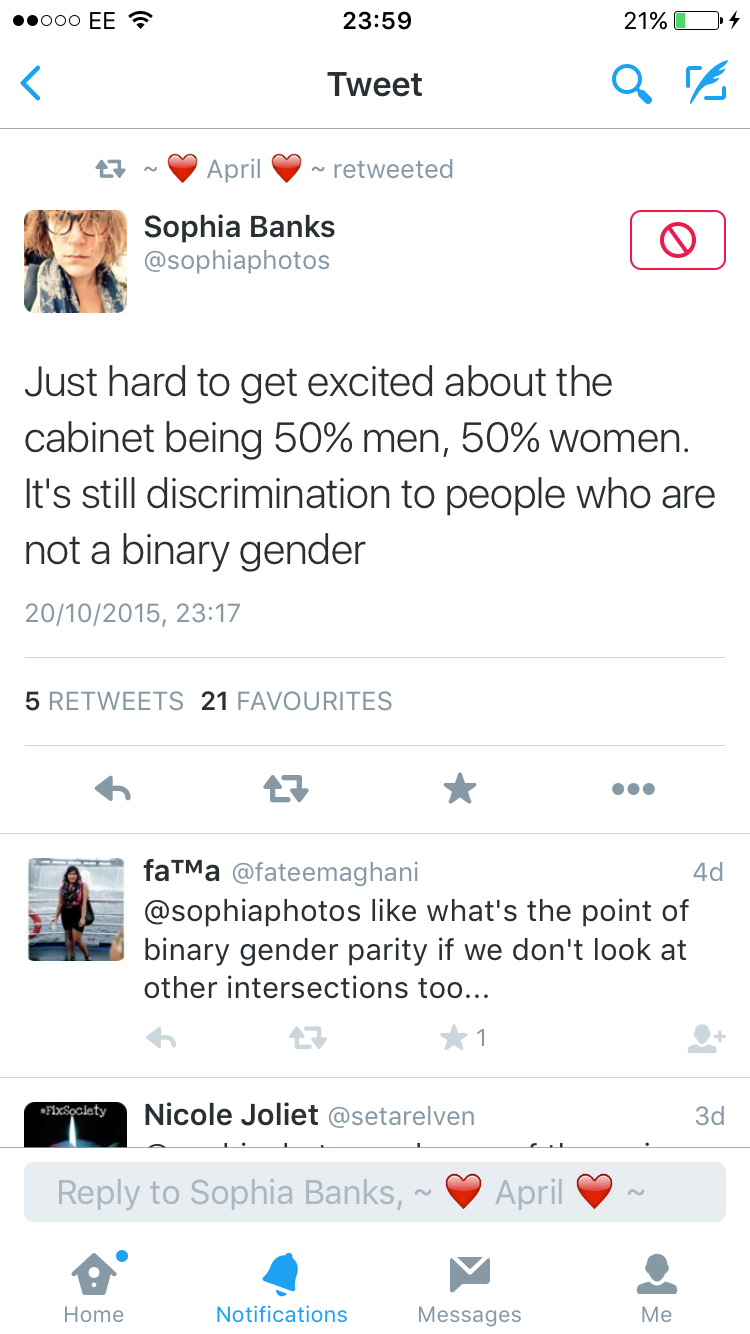 EE 23:59 21%
Tweet
~ ❤️ April ❤️ ~ retweeted
Sophia Banks
@sophiaphotos
Just hard to get excited about the
cabinet being 50% men, 50% women.
It's still discrimination to people who are
not a binary gender
20/10/2015, 23:17
5 RETWEETS 21 FAVOURITES
fa™a @fateemaghani 4d
@sophiaphotos like what's the point of
binary gender parity if we don't look at
other intersections too...
1
#FixSociety
Nicole Joliet @setarelven 3d
Reply to Sophia Banks, ~ ❤️ April ❤️ ~
Home Notifications Messages Me